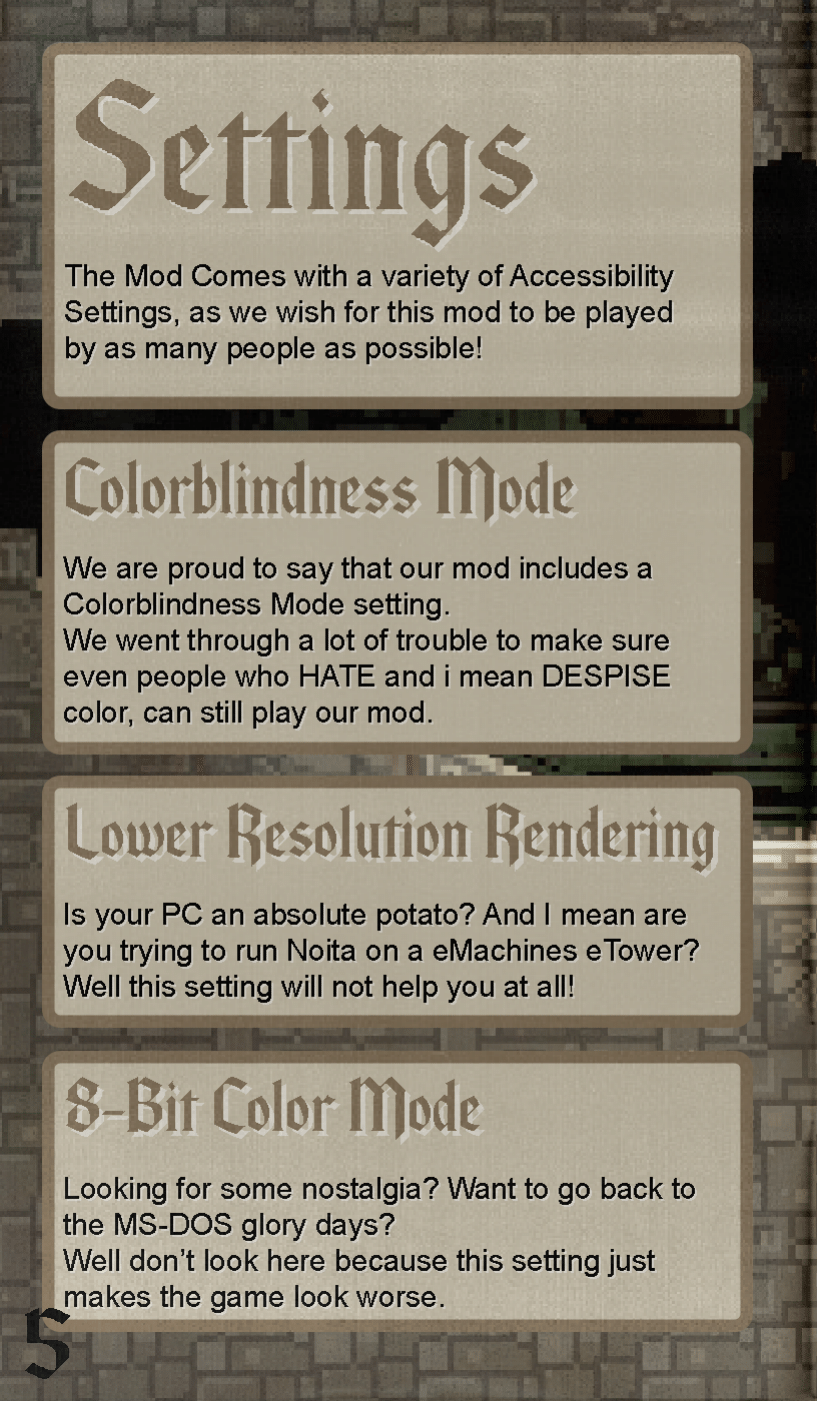 Settings
The Mod Comes with a variety of Accessibility
Settings, as we wish for this mod to be played
by as many people as possible!
Colorblindness Mode
We are proud to say that our mod includes a
Colorblindness Mode setting.
We went through a lot of trouble to make sure
even people who HATE and i mean DESPISE
color, can still play our mod.
Lower Resolution Rendering
Is your PC an absolute potato? And I mean are
you trying to run Noita on a eMachines eTower?
Well this setting will not help you at all!
8-Bit Color Mode
Looking for some nostalgia? Want to go back to
the MS-DOS glory days?
Well don’t look here because this setting just
makes the game look worse.
5